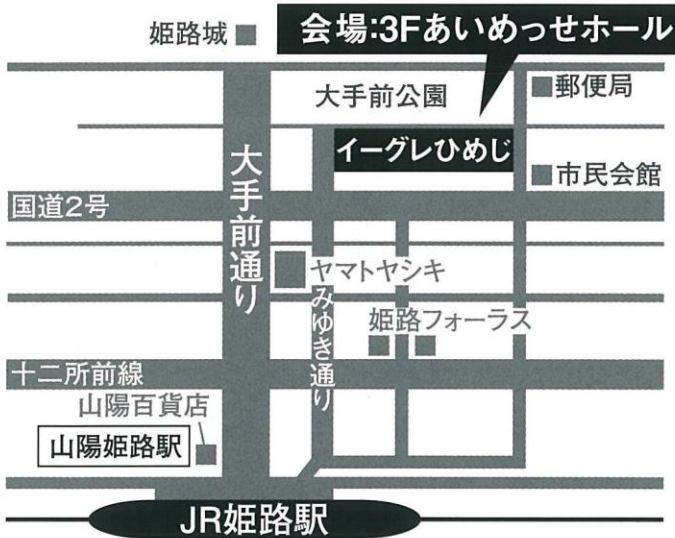 姫路城
会場:3Fあいめっせホール
大手前公園
郵便局
イーグレひめじ
市民会館
大手前通り
国道2号
ヤマトヤシキ
みゆき通り
姫路フォーラス
十二所前線
山陽百貨店
山陽姫路駅
JR姫路駅